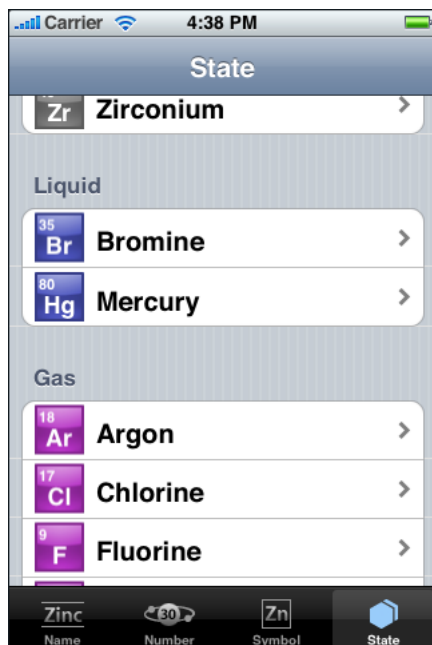 Carrier 4:38 PM
State
Zr Zirconium
Liquid
35
Br Bromine
80
Hg Mercury
Gas
18
Ar Argon
17
Cl Chlorine
9
F Fluorine
Zinc 30 Zn
Name Number Symbol State